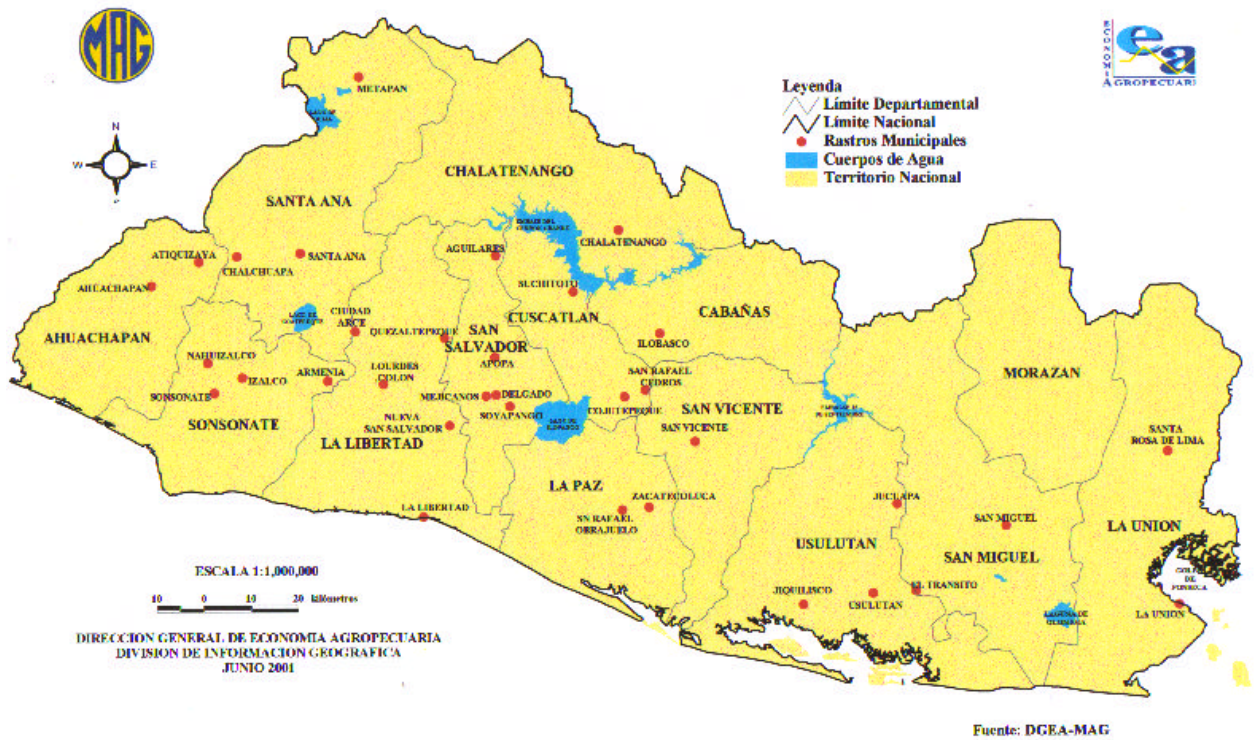 MAG
ECONOMIA
ea
AGROPECUARI
Leyenda
Límite Departamental
Límite Nacional
Rastros Municipales
Cuerpos de Agua
Territorio Nacional
N
W
E
METAPAN
CHALATENANGO
SANTA ANA
CHALATENANGO
AGUILARES
ATIQUIZAYA
CHALCHUAPA
SANTA ANA
AHUACHAPAN
SUCHITOTO
CABAÑAS
CUSCATLAN
CIUDAD
ARCE
QUEZALTEPEQUE
SAN
SALVADOR
AHUACHAPAN
ILOBASCO
NAHUIZALCO
APOPA
LOURDES
COLON
SAN RAFAEL
CEDROS
MORAZAN
IZALCO
ARMENIA
SONSONATE
MEJICANOS
DELGADO
COJUTEPEQUE
SAN VICENTE
SOYAPANGO
SONSONATE
NUEVA
SAN SALVADOR
LA LIBERTAD
SAN VICENTE
SANTA
ROSA DE LIMA
LA PAZ
ZACATECOLUCA
JUCUAPA
LA LIBERTAD
SN RAFAEL
OBRAJUELO
SAN MIGUEL
LA UNION
USULUTAN
SAN MIGUEL
GOLFO
DE
FONSECA
EL TRANSITO
JIQUILISCO
USULUTAN
LA UNION
ESCALA 1:1,000,000
10 0 10 20 kilómetros
DIRECCION GENERAL DE ECONOMIA AGROPECUARIA
DIVISION DE INFORMACION GEOGRAFICA
JUNIO 2001
Fuente: DGEA-MAG